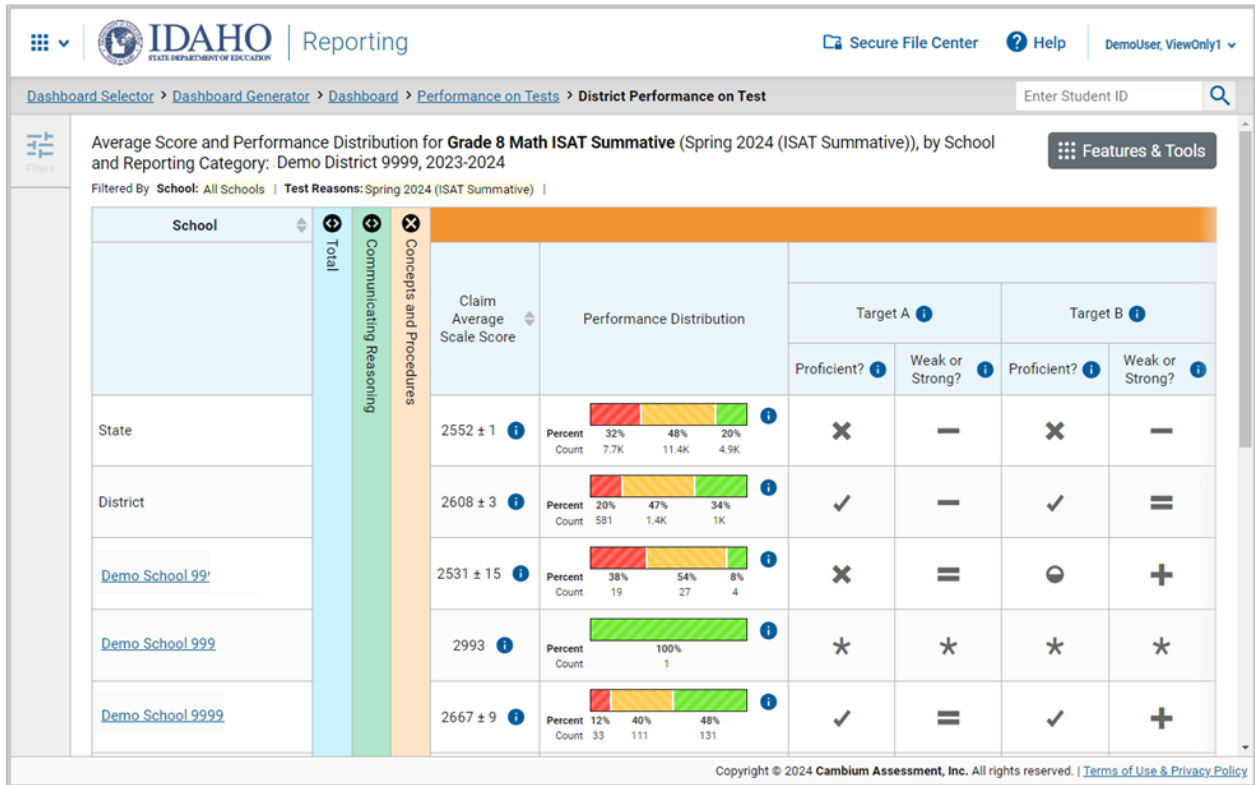 IDAHO
STATE DEPARTMENT OF EDUCATION
Reporting
Secure File Center
Help
DemoUser, ViewOnly1
Dashboard Selector > Dashboard Generator > Dashboard > Performance on Tests > District Performance on Test
Enter Student ID
Filters
Average Score and Performance Distribution for Grade 8 Math ISAT Summative (Spring 2024 (ISAT Summative)), by School
and Reporting Category: Demo District 9999, 2023-2024
Features & Tools
Filtered By School: All Schools | Test Reasons: Spring 2024 (ISAT Summative) |
School
Total
Communicating Reasoning
Concepts and Procedures
Claim
Average
Scale Score
Performance Distribution
Target A
Target B
Proficient?
Weak or
Strong?
Proficient?
Weak or
Strong?
State
2552 ± 1
Percent 32% 48% 20%
Count 7.7K 11.4K 4.9K
District
2608 ± 3
Percent 20% 47% 34%
Count 581 1.4K 1K
Demo School 99
2531 ± 15
Percent 38% 54% 8%
Count 19 27 4
Demo School 999
2993
Percent 100%
Count 1
Demo School 9999
2667 ± 9
Percent 12% 40% 48%
Count 33 111 131
Copyright © 2024 Cambium Assessment, Inc. All rights reserved. | Terms of Use & Privacy Policy